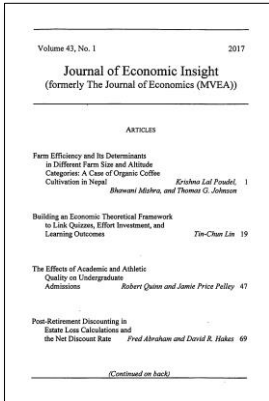 Volume 43, No. 1 2017
Journal of Economic Insight
(formerly The Journal of Economics (MVEA))
ARTICLES
Farm Efficiency and Its Determinants
in Different Farm Size and Altitude
Categories: A Case of Organic Coffee
Cultivation in Nepal Krishna Lal Poudel, 1
Bhawani Mishra, and Thomas G. Johnson
Building an Economic Theoretical Framework
to Link Quizzes, Effort Investment, and
Learning Outcomes Tin-Chun Lin 19
The Effects of Academic and Athletic
Quality on Undergraduate
Admissions Robert Quinn and Jamie Price Pelley 47
Post-Retirement Discounting in
Estate Loss Calculations and
the Net Discount Rate Fred Abraham and David R. Hakes 69
(Continued on back)